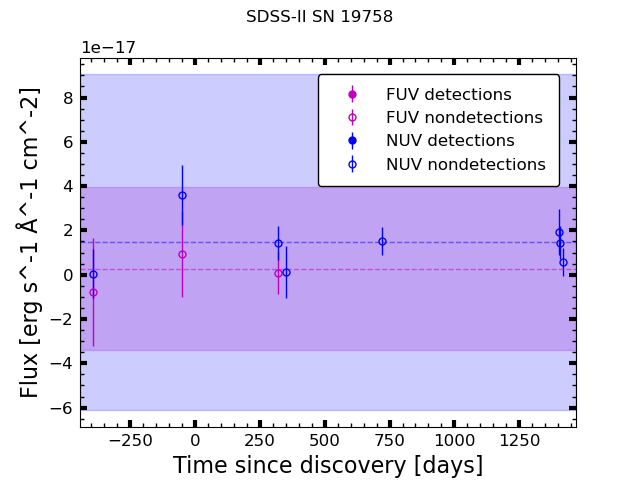 SDSS-II SN 19758
1e−17
FUV detections
FUV nondetections
NUV detections
NUV nondetections
8
6
4
2
0
−2
−4
−6
Flux [erg s^-1 Å^-1 cm^-2]
−250 0 250 500 750 1000 1250
Time since discovery [days]